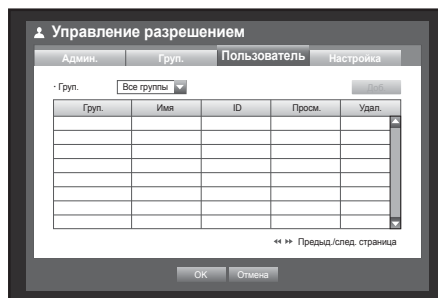 Управление разрешением
Админ. Груп. Пользователь Настройка
· Груп. Все группы Доб
Груп. Имя ID Просм. Удал.
Предыд./след. страница
OK Отмена